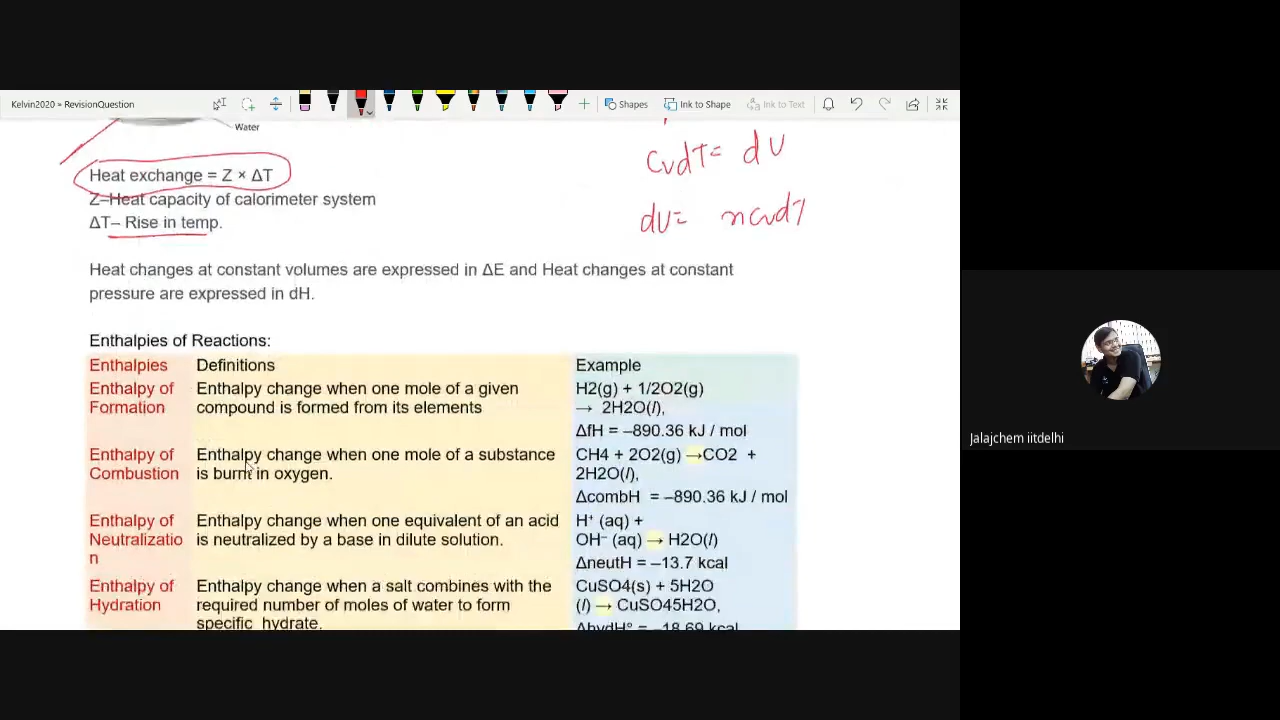 Kelvin2020 » RevisionQuestion
Shapes
Ink to Shape
Ink to Text
Water
CvdT= dU
Heat exchange = Z × ΔT
Z–Heat capacity of calorimeter system
ΔT– Rise in temp.
dU= nCvdT
Heat changes at constant volumes are expressed in ΔE and Heat changes at constant
pressure are expressed in dH.
Enthalpies of Reactions:
Enthalpies Definitions Example
Enthalpy of Formation
Enthalpy change when one mole of a given
compound is formed from its elements
H2(g) + 1/2O2(g)
→ 2H2O(l),
ΔfH = –890.36 kJ / mol
Enthalpy of
Combustion
Enthalpy change when one mole of a substance
is burnt in oxygen.
CH4 + 2O2(g) →CO2 +
2H2O(l),
ΔcombH = –890.36 kJ / mol
Enthalpy of
Neutralizatio
n
Enthalpy change when one equivalent of an acid
is neutralized by a base in dilute solution.
H⁺ (aq) +
OH⁻ (aq) → H2O(l)
ΔneutH = –13.7 kcal
Enthalpy of
Hydration
Enthalpy change when a salt combines with the
required number of moles of water to form
specific hydrate.
CuSO4(s) + 5H2O
(l) → CuSO45H2O,
ΔhydH° = –18.69 kcal
Jalajchem iitdelhi